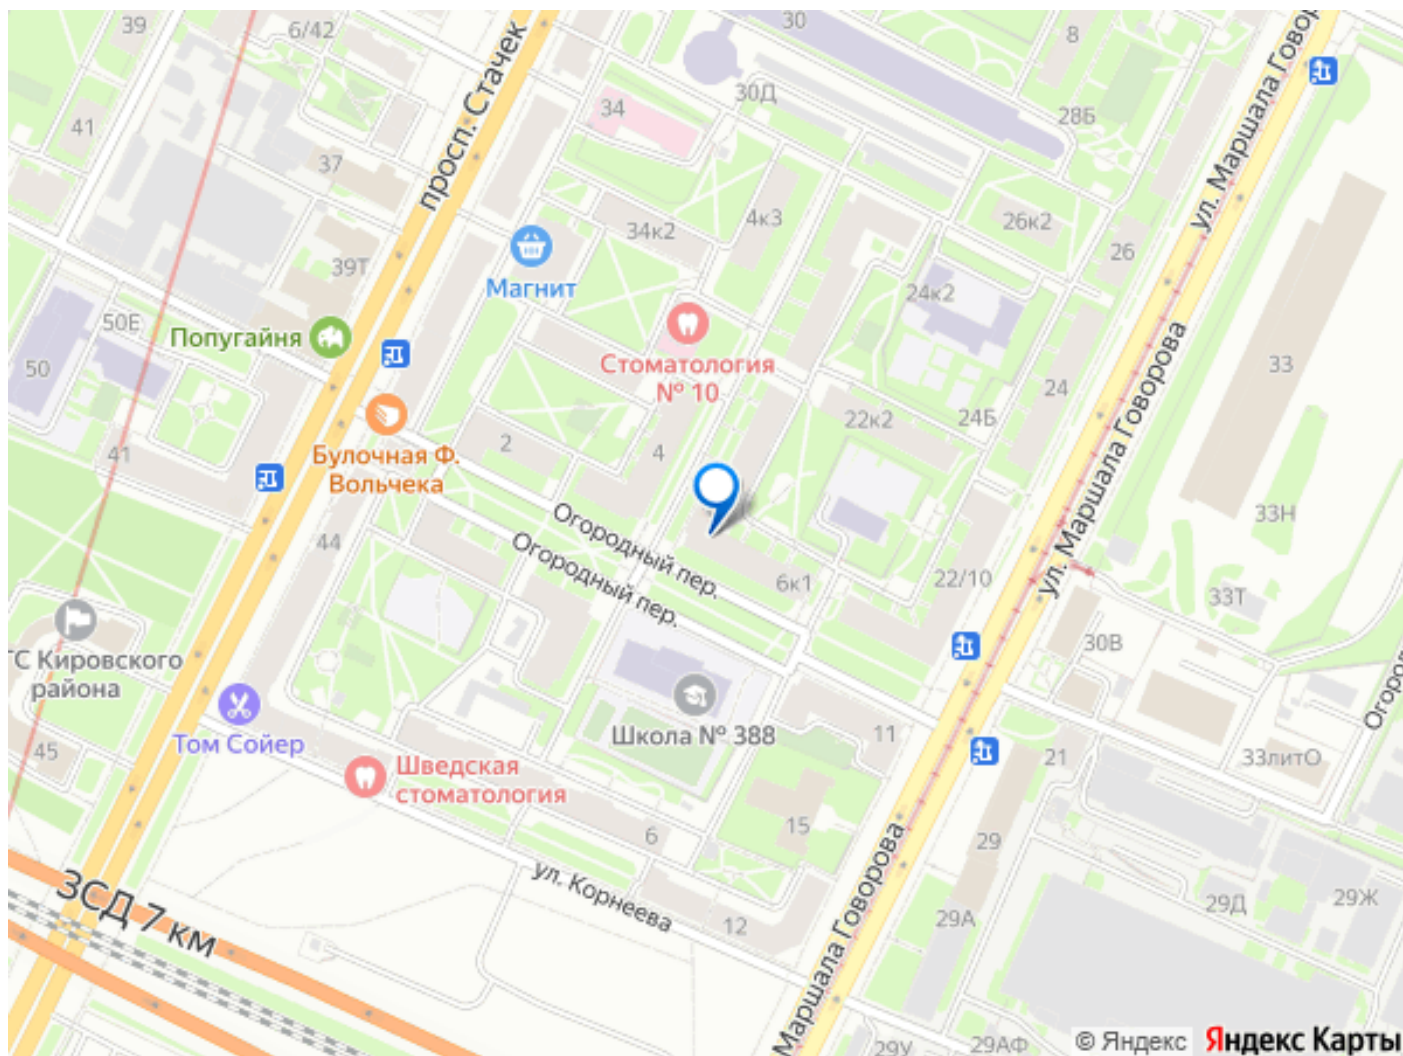 39
6/42
просп. Стачек
30
8
ул. Маршала Говор
41
34
30Д
28Б
37
4к3
34к2
26к2
26
ул. Маршала Говорова
39Т
Магнит
24к2
50Е
Попугайня
50
Стоматология
№ 10
33
24
22к2
24Б
2
4
41
Булочная Ф.
Вольчека
Огородный пер.
33Н
44
Огородный пер.
6к1
22/10
ул. Маршала Говорова
33Т
30В
ТС Кировского
района
Огород
Школа № 388
11
Том Сойер
45
21
33литО
Шведская
стоматология
6
15
29
ул. Корнеева
ЗСД 7 км
12
29А
29Д
29Ж
Маршала Говорова
29У
29АФ
© Яндекс
Яндекс Карты